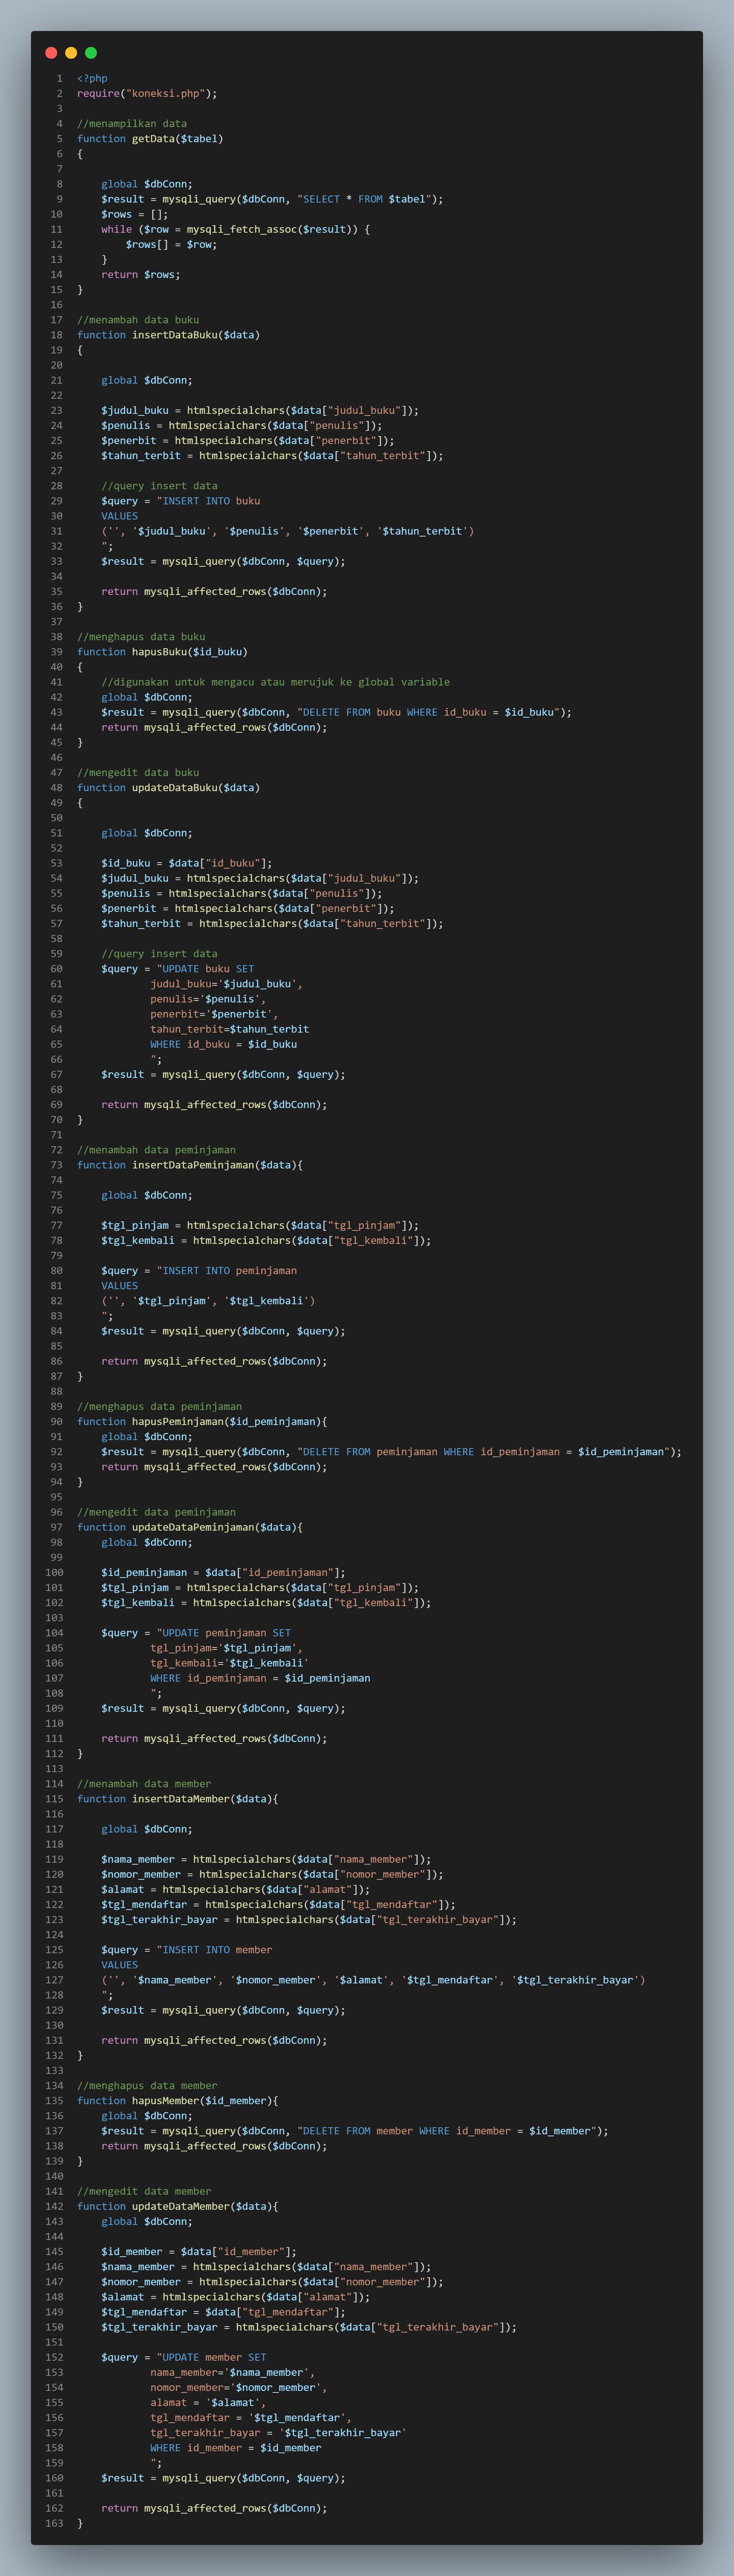 1 <?php
2 require("koneksi.php");
3
4 //menampilkan data
5 function getData($tabel)
6 {
7
8     global $dbConn;
9     $result = mysqli_query($dbConn, "SELECT * FROM $tabel");
10     $rows = [];
11     while ($row = mysqli_fetch_assoc($result)) {
12         $rows[] = $row;
13     }
14     return $rows;
15 }
16
17 //menambah data buku
18 function insertDataBuku($data)
19 {
20
21     global $dbConn;
22
23     $judul_buku = htmlspecialchars($data["judul_buku"]);
24     $penulis = htmlspecialchars($data["penulis"]);
25     $penerbit = htmlspecialchars($data["penerbit"]);
26     $tahun_terbit = htmlspecialchars($data["tahun_terbit"]);
27
28     //query insert data
29     $query = "INSERT INTO buku
30     VALUES
31     ('', '$judul_buku', '$penulis', '$penerbit', '$tahun_terbit')
32     ";
33     $result = mysqli_query($dbConn, $query);
34
35     return mysqli_affected_rows($dbConn);
36 }
37
38 //menghapus data buku
39 function hapusBuku($id_buku)
40 {
41     //digunakan untuk mengacu atau merujuk ke global variable
42     global $dbConn;
43     $result = mysqli_query($dbConn, "DELETE FROM buku WHERE id_buku = $id_buku");
44     return mysqli_affected_rows($dbConn);
45 }
46
47 //mengedit data buku
48 function updateDataBuku($data)
49 {
50
51     global $dbConn;
52
53     $id_buku = $data["id_buku"];
54     $judul_buku = htmlspecialchars($data["judul_buku"]);
55     $penulis = htmlspecialchars($data["penulis"]);
56     $penerbit = htmlspecialchars($data["penerbit"]);
57     $tahun_terbit = htmlspecialchars($data["tahun_terbit"]);
58
59     //query insert data
60     $query = "UPDATE buku SET
61             judul_buku='$judul_buku',
62             penulis='$penulis',
63             penerbit='$penerbit',
64             tahun_terbit=$tahun_terbit
65             WHERE id_buku = $id_buku
66             ";
67     $result = mysqli_query($dbConn, $query);
68
69     return mysqli_affected_rows($dbConn);
70 }
71
72 //menambah data peminjaman
73 function insertDataPeminjaman($data){
74
75     global $dbConn;
76
77     $tgl_pinjam = htmlspecialchars($data["tgl_pinjam"]);
78     $tgl_kembali = htmlspecialchars($data["tgl_kembali"]);
79
80     $query = "INSERT INTO peminjaman
81     VALUES
82     ('', '$tgl_pinjam', '$tgl_kembali')
83     ";
84     $result = mysqli_query($dbConn, $query);
85
86     return mysqli_affected_rows($dbConn);
87 }
88
89 //menghapus data peminjaman
90 function hapusPeminjaman($id_peminjaman){
91     global $dbConn;
92     $result = mysqli_query($dbConn, "DELETE FROM peminjaman WHERE id_peminjaman = $id_peminjaman");
93     return mysqli_affected_rows($dbConn);
94 }
95
96 //mengedit data peminjaman
97 function updateDataPeminjaman($data){
98     global $dbConn;
99
100     $id_peminjaman = $data["id_peminjaman"];
101     $tgl_pinjam = htmlspecialchars($data["tgl_pinjam"]);
102     $tgl_kembali = htmlspecialchars($data["tgl_kembali"]);
103
104     $query = "UPDATE peminjaman SET
105             tgl_pinjam='$tgl_pinjam',
106             tgl_kembali='$tgl_kembali'
107             WHERE id_peminjaman = $id_peminjaman
108             ";
109     $result = mysqli_query($dbConn, $query);
110
111     return mysqli_affected_rows($dbConn);
112 }
113
114 //menambah data member
115 function insertDataMember($data){
116
117     global $dbConn;
118
119     $nama_member = htmlspecialchars($data["nama_member"]);
120     $nomor_member = htmlspecialchars($data["nomor_member"]);
121     $alamat = htmlspecialchars($data["alamat"]);
122     $tgl_mendaftar = htmlspecialchars($data["tgl_mendaftar"]);
123     $tgl_terakhir_bayar = htmlspecialchars($data["tgl_terakhir_bayar"]);
124
125     $query = "INSERT INTO member
126     VALUES
127     ('', '$nama_member', '$nomor_member', '$alamat', '$tgl_mendaftar', '$tgl_terakhir_bayar')
128     ";
129     $result = mysqli_query($dbConn, $query);
130
131     return mysqli_affected_rows($dbConn);
132 }
133
134 //menghapus data member
135 function hapusMember($id_member){
136     global $dbConn;
137     $result = mysqli_query($dbConn, "DELETE FROM member WHERE id_member = $id_member");
138     return mysqli_affected_rows($dbConn);
139 }
140
141 //mengedit data member
142 function updateDataMember($data){
143     global $dbConn;
144
145     $id_member = $data["id_member"];
146     $nama_member = htmlspecialchars($data["nama_member"]);
147     $nomor_member = htmlspecialchars($data["nomor_member"]);
148     $alamat = htmlspecialchars($data["alamat"]);
149     $tgl_mendaftar = $data["tgl_mendaftar"];
150     $tgl_terakhir_bayar = htmlspecialchars($data["tgl_terakhir_bayar"]);
151
152     $query = "UPDATE member SET
153             nama_member='$nama_member',
154             nomor_member='$nomor_member',
155             alamat = '$alamat',
156             tgl_mendaftar = '$tgl_mendaftar',
157             tgl_terakhir_bayar = '$tgl_terakhir_bayar'
158             WHERE id_member = $id_member
159             ";
160     $result = mysqli_query($dbConn, $query);
161
162     return mysqli_affected_rows($dbConn);
163 }